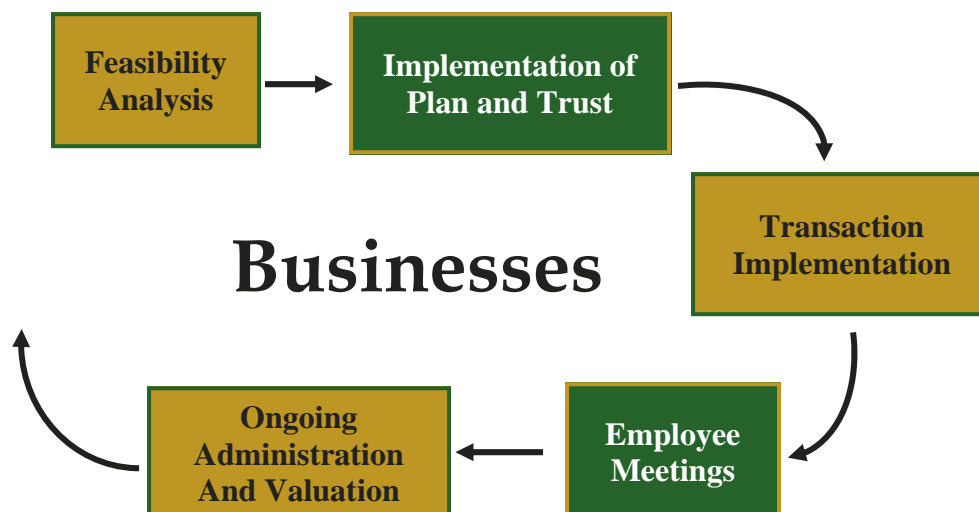 Feasibility
Analysis
Implementation of
Plan and Trust
Transaction
Implementation
Businesses
Employee
Meetings
Ongoing
Administration
And Valuation